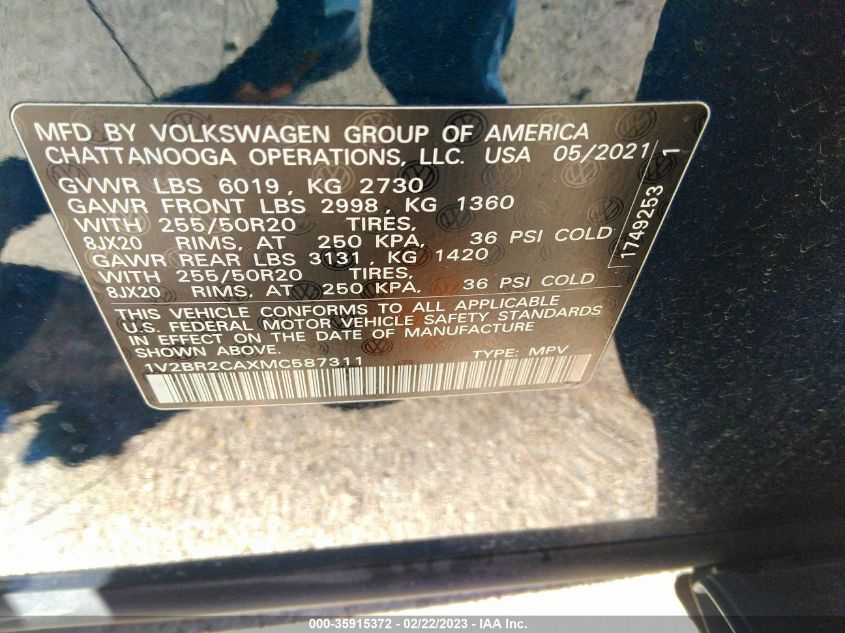 MFD BY VOLKSWAGEN GROUP OF AMERICA
CHATTANOOGA OPERATIONS, LLC. USA 05/2021
GVWR LBS 6019, KG 2730
GAWR FRONT LBS 2998, KG 1360
WITH 255/50R20 TIRES,
8JX20 RIMS, AT 250 KPA, 36 PSI COLD
GAWR REAR LBS 3131, KG 1420
WITH 255/50R20 TIRES,
8JX20 RIMS, AT 250 KPA, 36 PSI COLD
THIS VEHICLE CONFORMS TO ALL APPLICABLE
U.S. FEDERAL MOTOR VEHICLE SAFETY STANDARDS
IN EFFECT ON THE DATE OF MANUFACTURE
SHOWN ABOVE.
1V2BR2CAXMC587311 TYPE: MPV
1749253 1
000-35915372 - 02/22/2023 - IAA Inc.